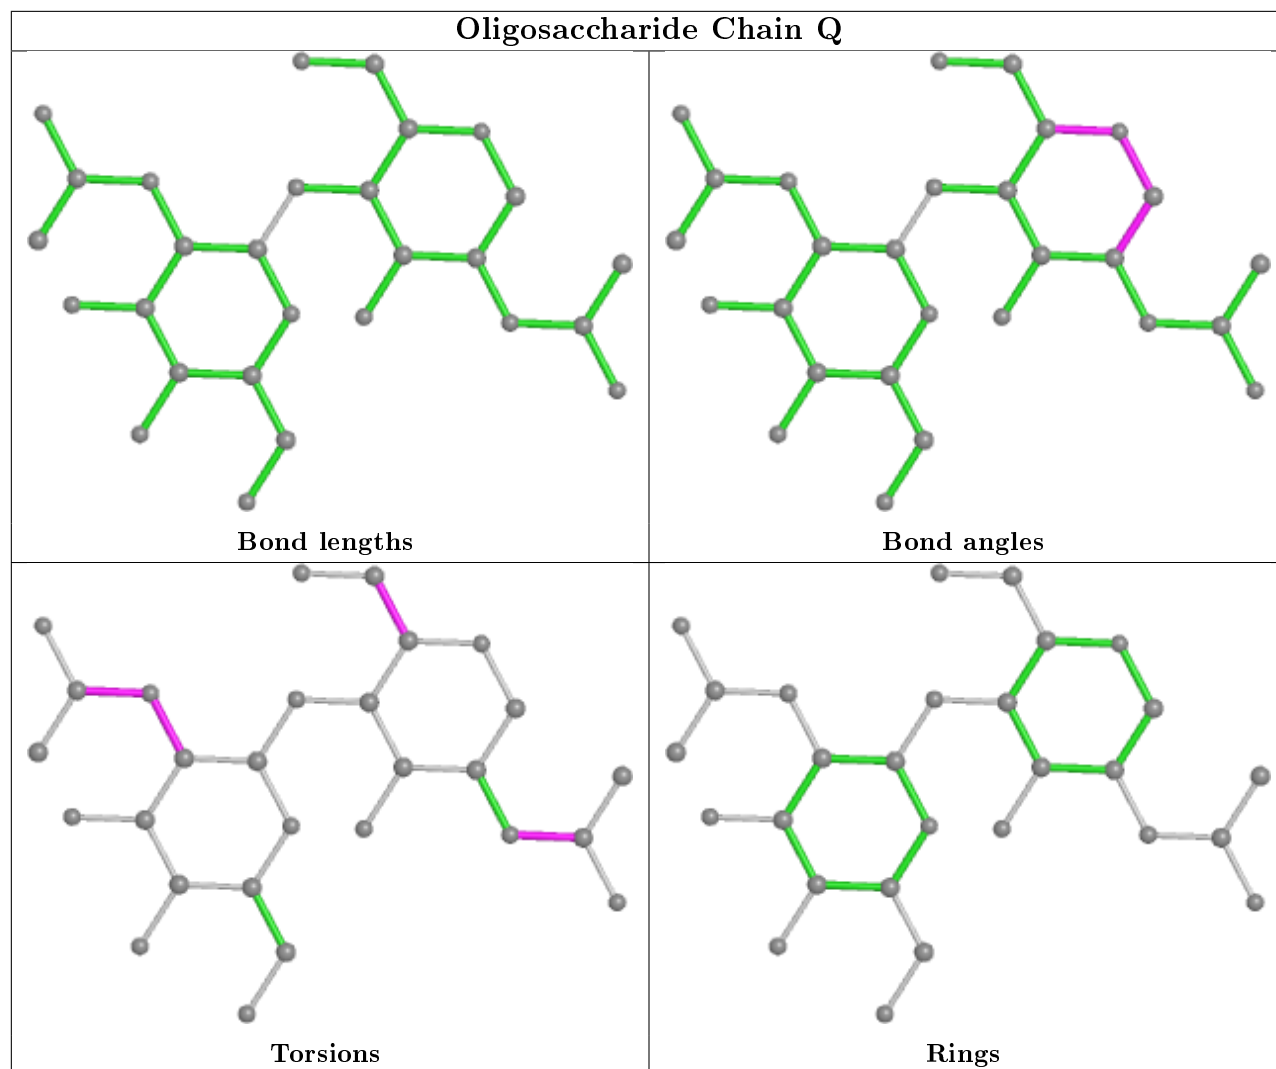 Oligosaccharide Chain Q
Bond lengths
Bond angles
Torsions
Rings